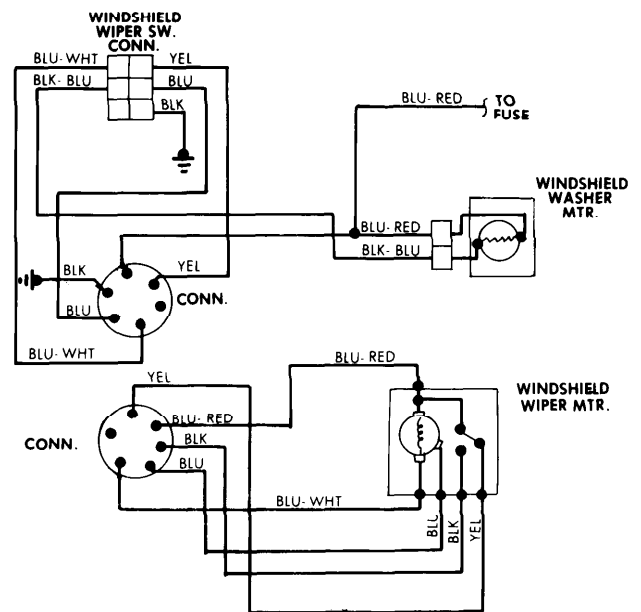 WINDSHIELD
WIPER SW.
CONN.
BLU-WHT
YEL
BLK-BLU
BLU
BLK
BLU-RED
TO
FUSE
WINDSHIELD
WASHER
MTR.
BLU-RED
BLK-BLU
BLK
YEL
CONN.
BLU
BLU-WHT
BLU-RED
YEL
WINDSHIELD
WIPER MTR.
BLU-RED
CONN.
BLK
BLU
BLU-WHT
BLU
BLK
YEL